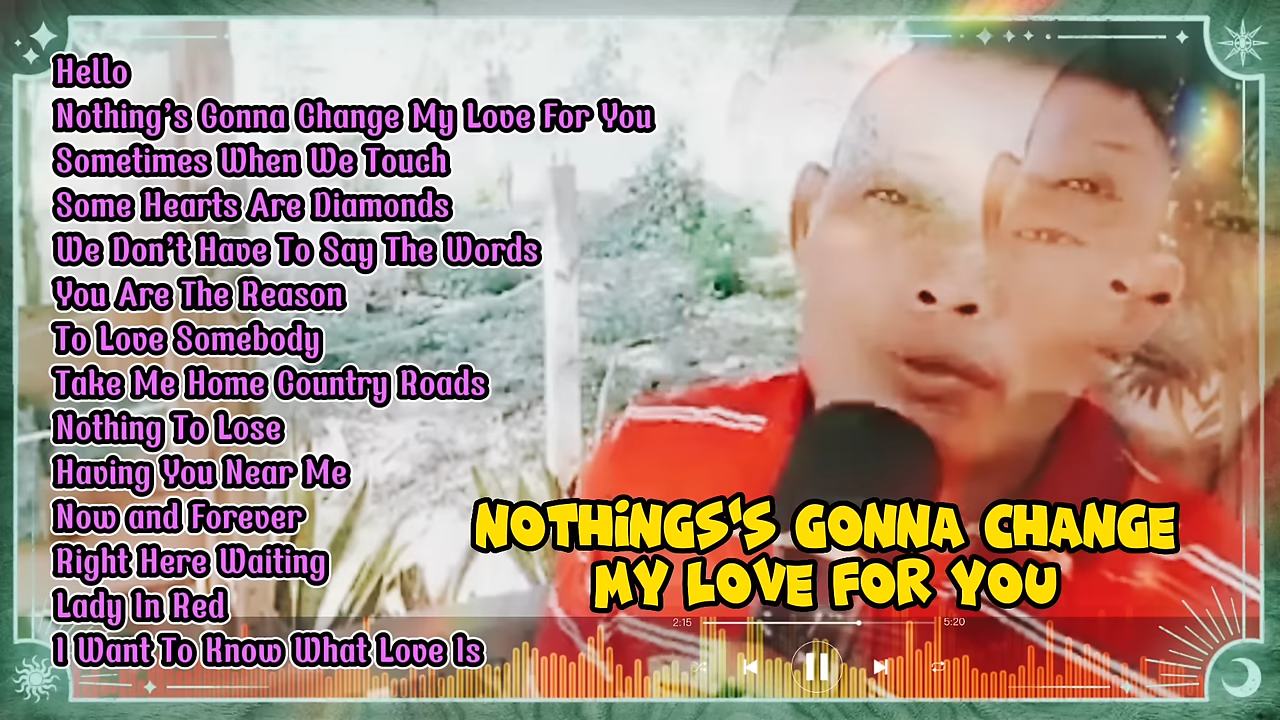 Hello
Nothing's Gonna Change My Love For You
Sometimes When We Touch
Some Hearts Are Diamonds
We Don't Have To Say The Words
You Are The Reason
To Love Somebody
Take Me Home Country Roads
Nothing To Lose
Having You Near Me
Now and Forever
Right Here Waiting
Lady In Red
I Want To Know What Love Is
NOTHiNGS'S GONNA CHANGE
MY LOVE FOR YOU
2:15 5:20